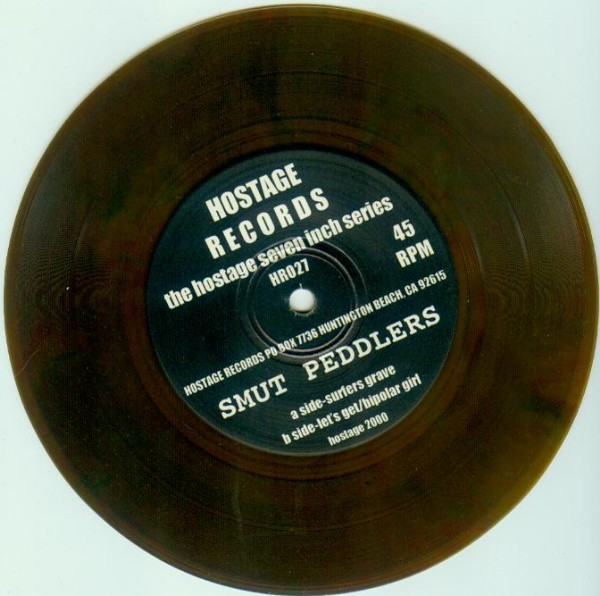 HOSTAGE
RECORDS
the hostage seven inch series
HR027
45
RPM
HOSTAGE RECORDS PO BOX 7736 HUNTINGTON BEACH, CA 92615
SMUT PEDDLERS
a side-surfers grave
b side-let's get/bipolar girl
hostage 2000